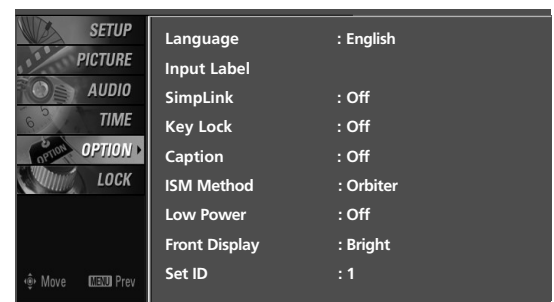 SETUP
PICTURE
AUDIO
TIME
OPTION
LOCK
Move MENU Prev
Language : English
Input Label
SimpLink : Off
Key Lock : Off
Caption : Off
ISM Method : Orbiter
Low Power : Off
Front Display : Bright
Set ID : 1